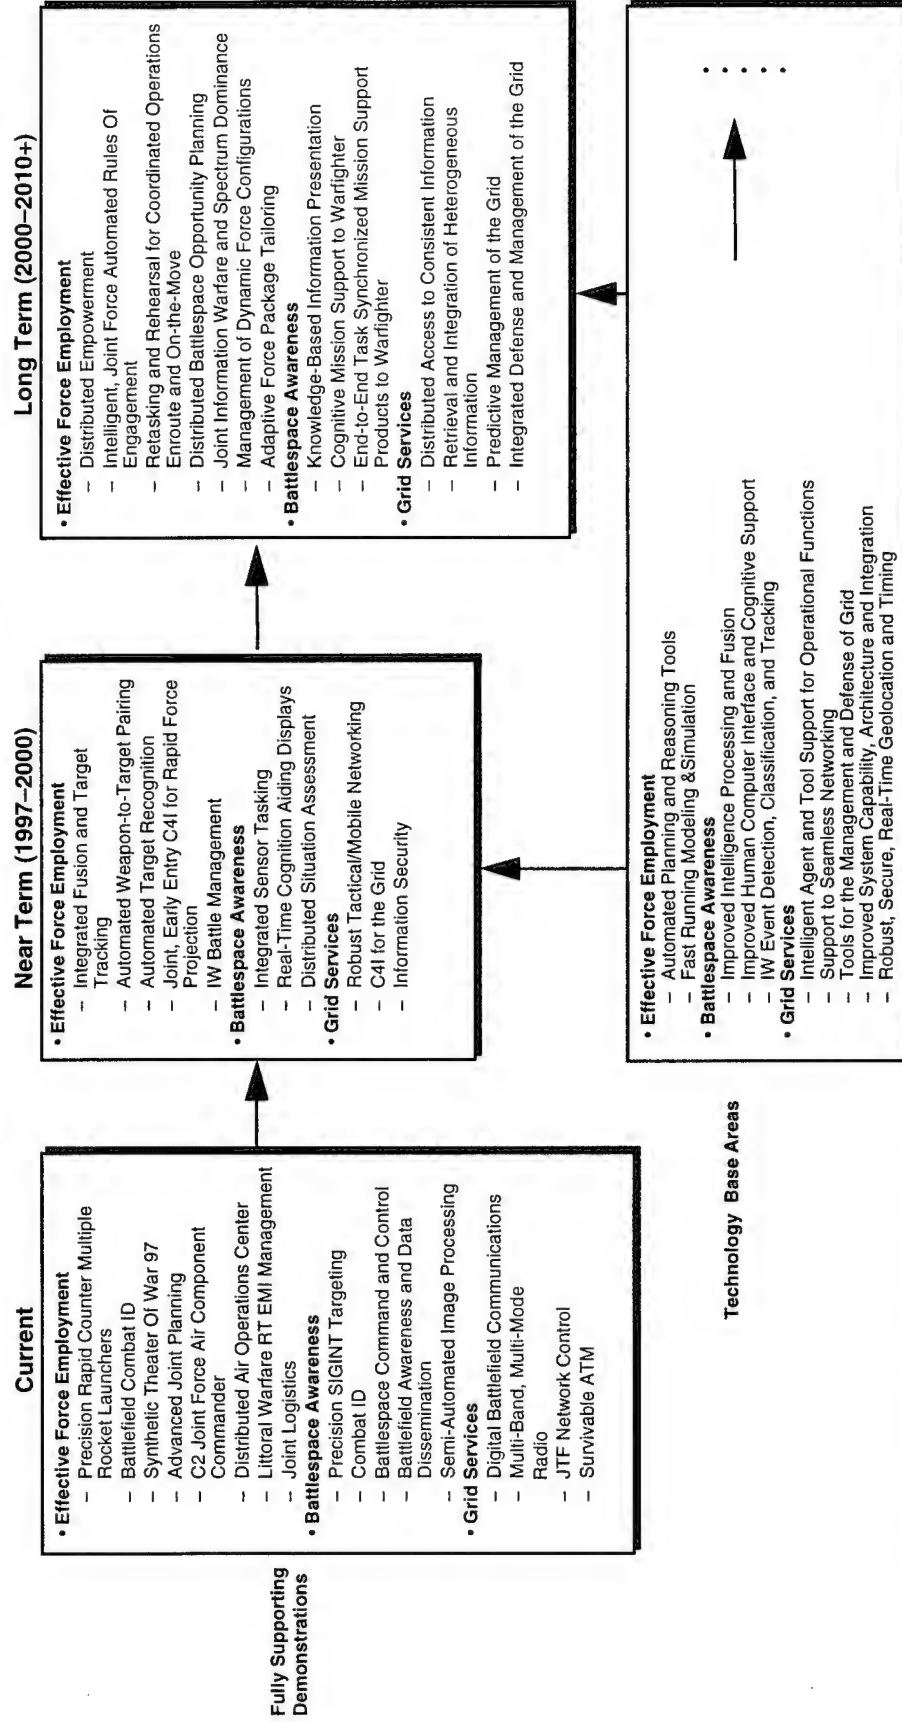 Current
• Effective Force Employment
– Precision Rapid Counter Multiple
Rocket Launchers
– Battlefield Combat ID
– Synthetic Theater Of War 97
– Advanced Joint Planning
– C2 Joint Force Air Component
Commander
– Distributed Air Operations Center
– Littoral Warfare RT EMI Management
– Joint Logistics
• Battlespace Awareness
– Precision SIGINT Targeting
– Combat ID
– Battlespace Command and Control
– Battlefield Awareness and Data
Dissemination
– Semi-Automated Image Processing
• Grid Services
– Digital Battlefield Communications
– Multi-Band, Multi-Mode
Radio
– JTF Network Control
– Survivable ATM
Fully Supporting
Demonstrations
Near Term (1997–2000)
• Effective Force Employment
– Integrated Fusion and Target
Tracking
– Automated Weapon-to-Target Pairing
– Automated Target Recognition
– Joint, Early Entry C4I for Rapid Force
Projection
– IW Battle Management
• Battlespace Awareness
– Integrated Sensor Tasking
– Real-Time Cognition Aiding Displays
– Distributed Situation Assessment
• Grid Services
– Robust Tactical/Mobile Networking
– C4I for the Grid
– Information Security
Long Term (2000–2010+)
• Effective Force Employment
– Distributed Empowerment
– Intelligent, Joint Force Automated Rules Of
Engagement
– Retasking and Rehearsal for Coordinated Operations
Enroute and On-the-Move
– Distributed Battlespace Opportunity Planning
– Joint Information Warfare and Spectrum Dominance
– Management of Dynamic Force Configurations
– Adaptive Force Package Tailoring
• Battlespace Awareness
– Knowledge-Based Information Presentation
– Cognitive Mission Support to Warfighter
– End-to-End Task Synchronized Mission Support
Products to Warfighter
• Grid Services
– Distributed Access to Consistent Information
– Retrieval and Integration of Heterogeneous
Information
– Predictive Management of the Grid
– Integrated Defense and Management of the Grid
Technology Base Areas
• Effective Force Employment
– Automated Planning and Reasoning Tools
– Fast Running Modeling &Simulation
• Battlespace Awareness
– Improved Intelligence Processing and Fusion
– Improved Human Computer Interface and Cognitive Support
– IW Event Detection, Classification, and Tracking
• Grid Services
– Intelligent Agent and Tool Support for Operational Functions
– Support to Seamless Networking
– Tools for the Management and Defense of Grid
– Improved System Capability, Architecture and Integration
– Robust, Secure, Real-Time Geolocation and Timing